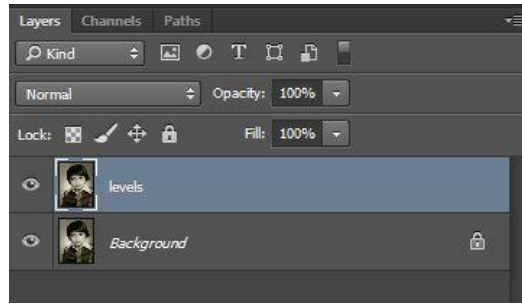 Layers Channels Paths
Kind T
Normal Opacity: 100%
Lock: Fill: 100%
levels
Background